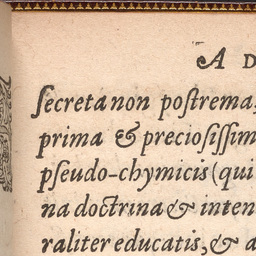 A D
ſecreta non poſtrema,
prima & precioſiſſim
pſeudo-chymicis (qui
na doctrina & inten
raliter educatis, & a